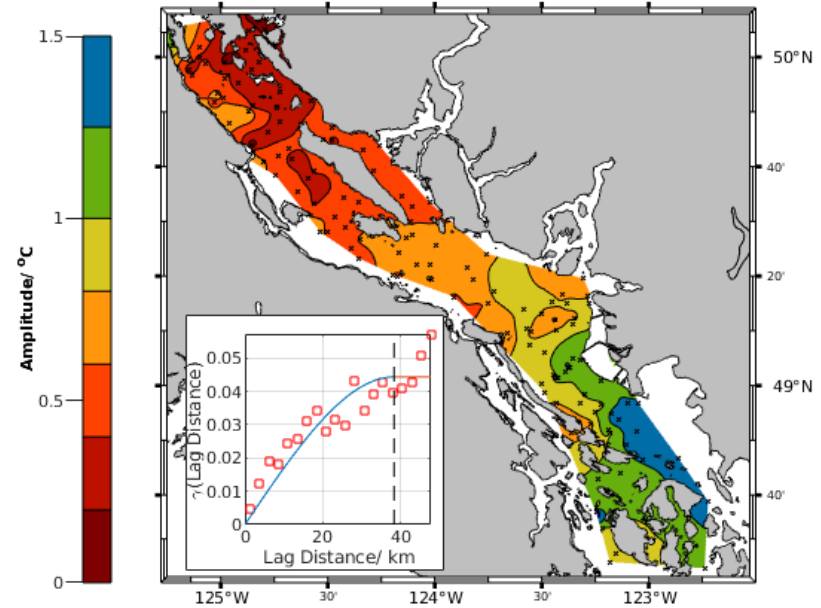 1.5
1
0.5
0
Amplitude/ °C
50°N
40'
20'
49°N
40'
125°W
30'
124°W
30'
123°W
0.05
0.04
0.03
0.02
0.01
0
γ(Lag Distance)
0
20
40
Lag Distance/ km